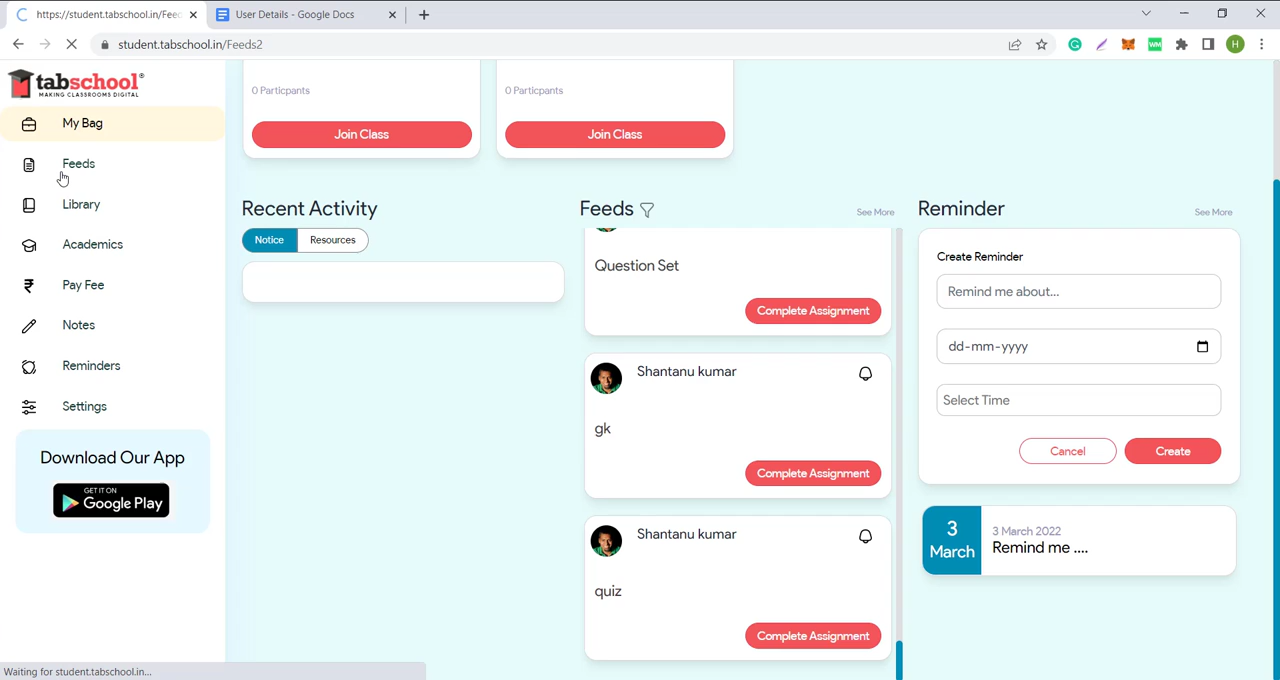 https://student.tabschool.in/Feed
User Details - Google Docs
student.tabschool.in/Feeds2
H
tabschool
MAKING CLASSROOMS DIGITAL
My Bag
Feeds
Library
Academics
Pay Fee
Notes
Reminders
Settings
Download Our App
GET IT ON
Google Play
0 Particpants
0 Particpants
Join Class
Join Class
Recent Activity
Notice
Resources
Feeds
See More
Question Set
Complete Assignment
Shantanu kumar
gk
Complete Assignment
Shantanu kumar
quiz
Complete Assignment
Reminder
See More
Create Reminder
Remind me about...
dd-mm-yyyy
Select Time
Cancel
Create
3
March
3 March 2022
Remind me ....
Waiting for student.tabschool.in...